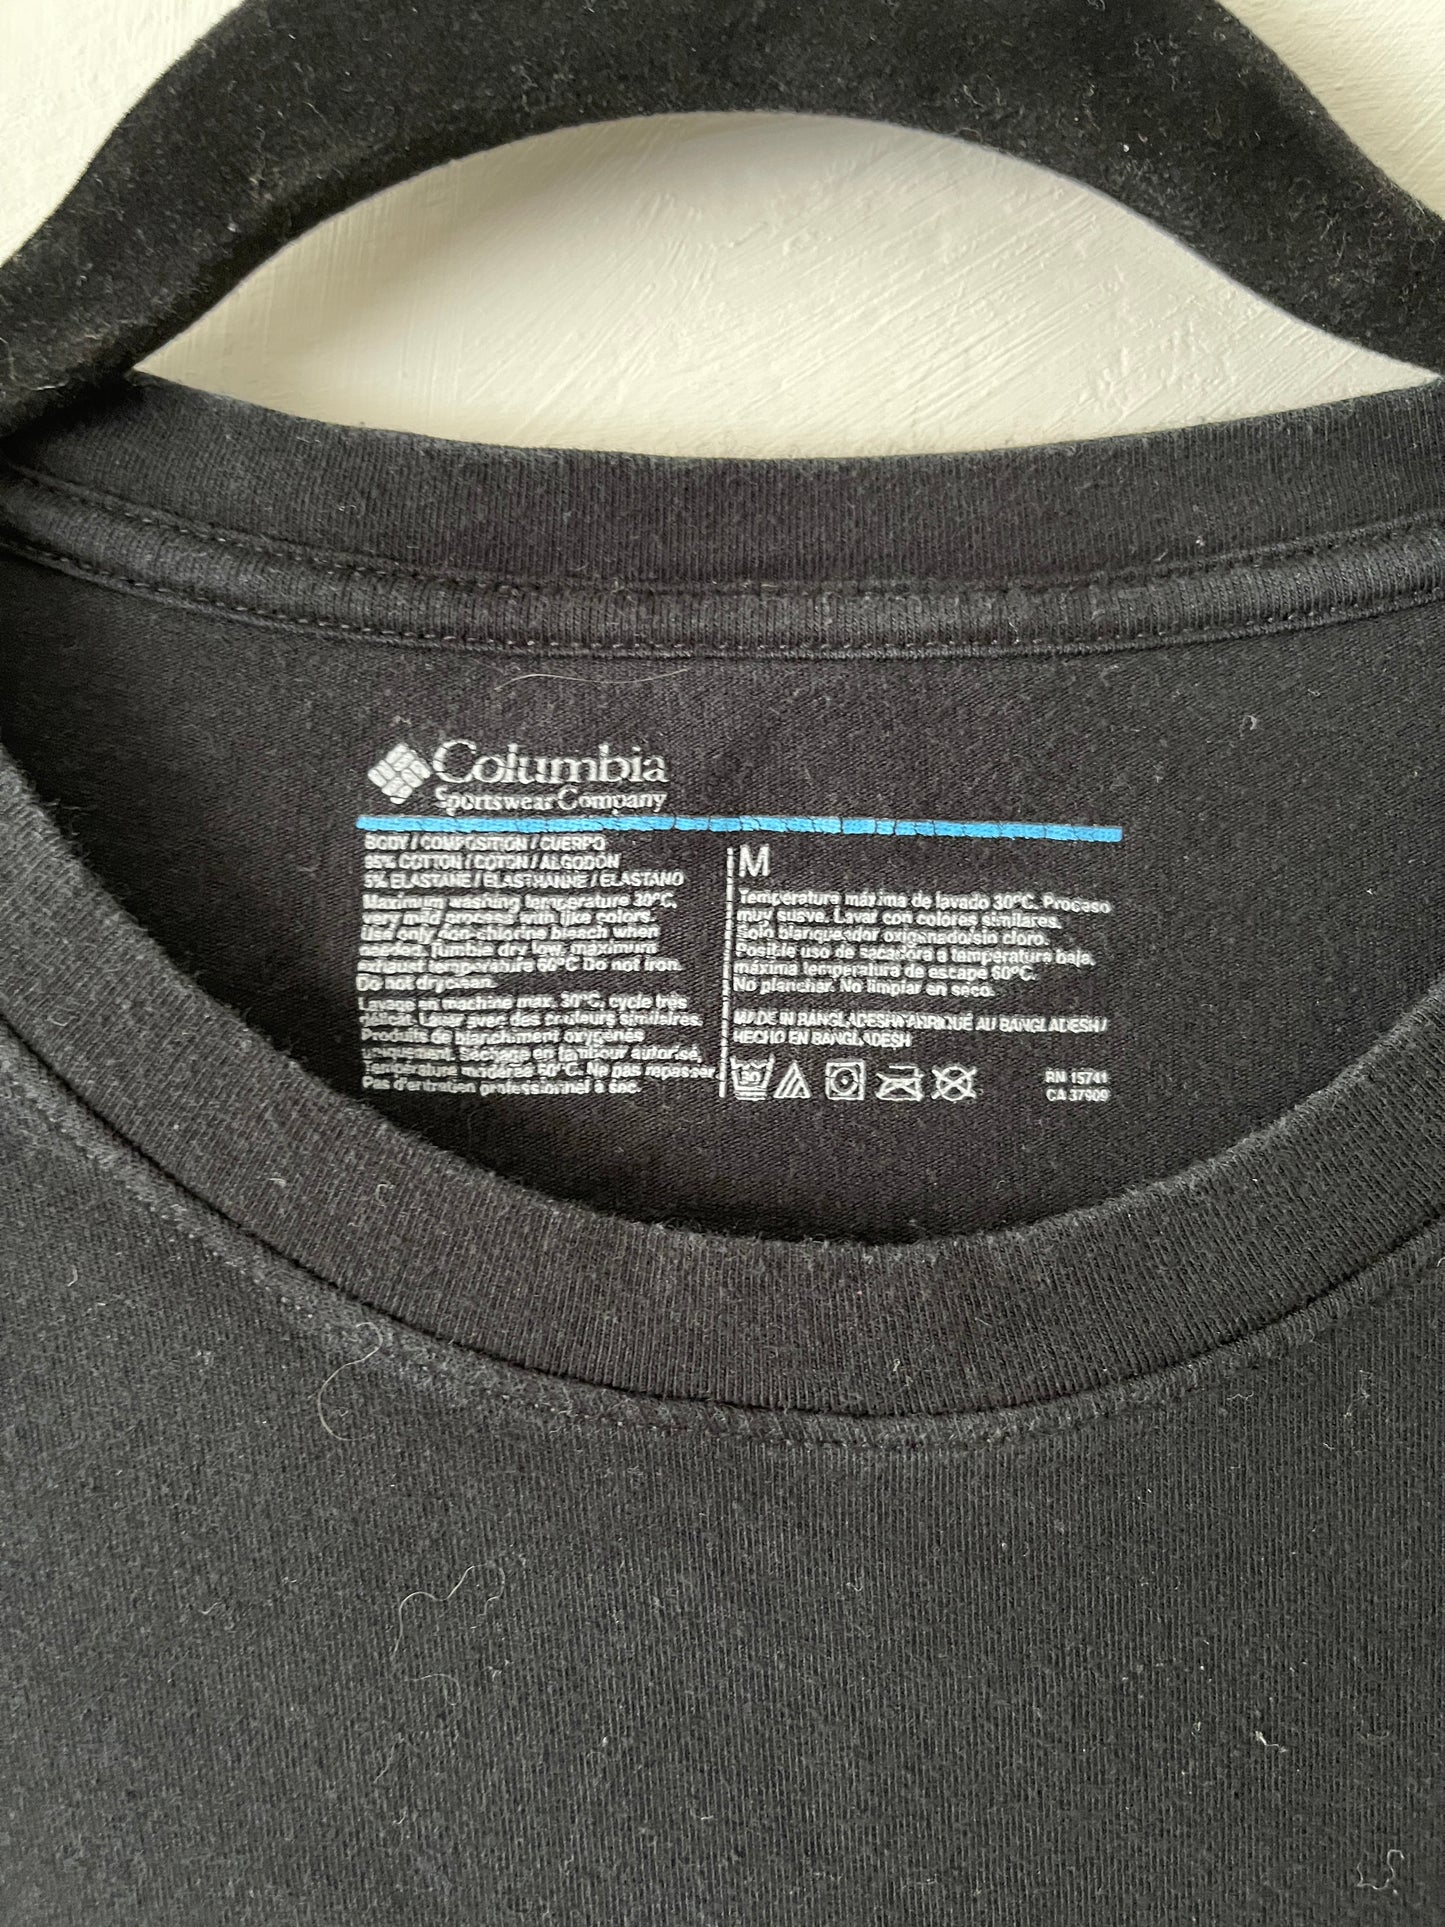 Columbia
Sportswear Company
BODY / COMPOSITION / CUERPO
95% COTTON / COTON / ALGODÓN
5% ELASTANE / ELASTHANNE / ELASTANO
Maximum washing temperature 30°C,
very mild process with like colors.
Use only non-chlorine bleach when
needed. Tumble dry low, maximum
exhaust temperature 60°C Do not iron.
Do not dryclean.
Lavage en machine max. 30°C, cycle très
délicat. Laver avec des couleurs similaires.
Produits de blanchiment oxygénés
uniquement. Séchage en tambour autorisé,
Température modérée 60°C. Ne pas repasser.
Pas d'entretien professionnel à sec.
M
Temperatura máxima de lavado 30°C. Proceso
muy suave. Lavar con colores similares.
Solo blanqueador oxigenado/sin cloro.
Posible uso de secadora a temperatura baja,
máxima temperatura de escape 60°C.
No planchar. No limpiar en seco.
MADE IN BANGLADESH/FABRIQUÉ AU BANGLADESH/
HECHO EN BANGLADESH
30
RN 15741
CA 37909